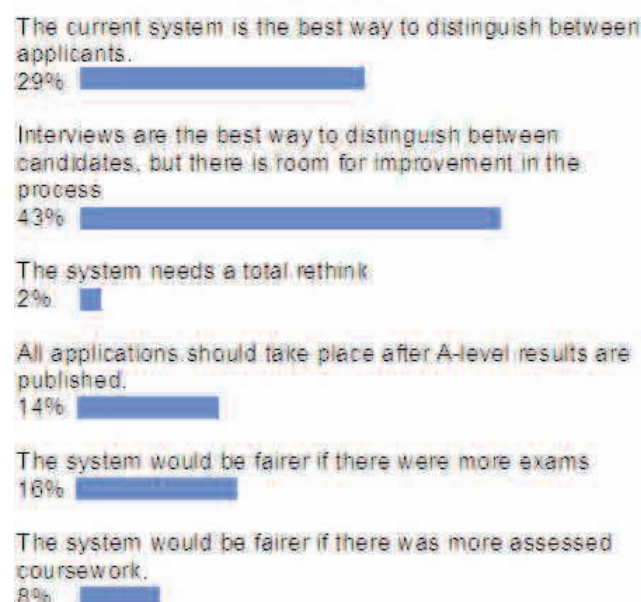 The current system is the best way to distinguish between
applicants.
29%
Interviews are the best way to distinguish between
candidates, but there is room for improvement in the
process
43%
The system needs a total rethink
2%
All applications should take place after A-level results are
published.
14%
The system would be fairer if there were more exams
16%
The system would be fairer if there was more assessed
coursework.
8%